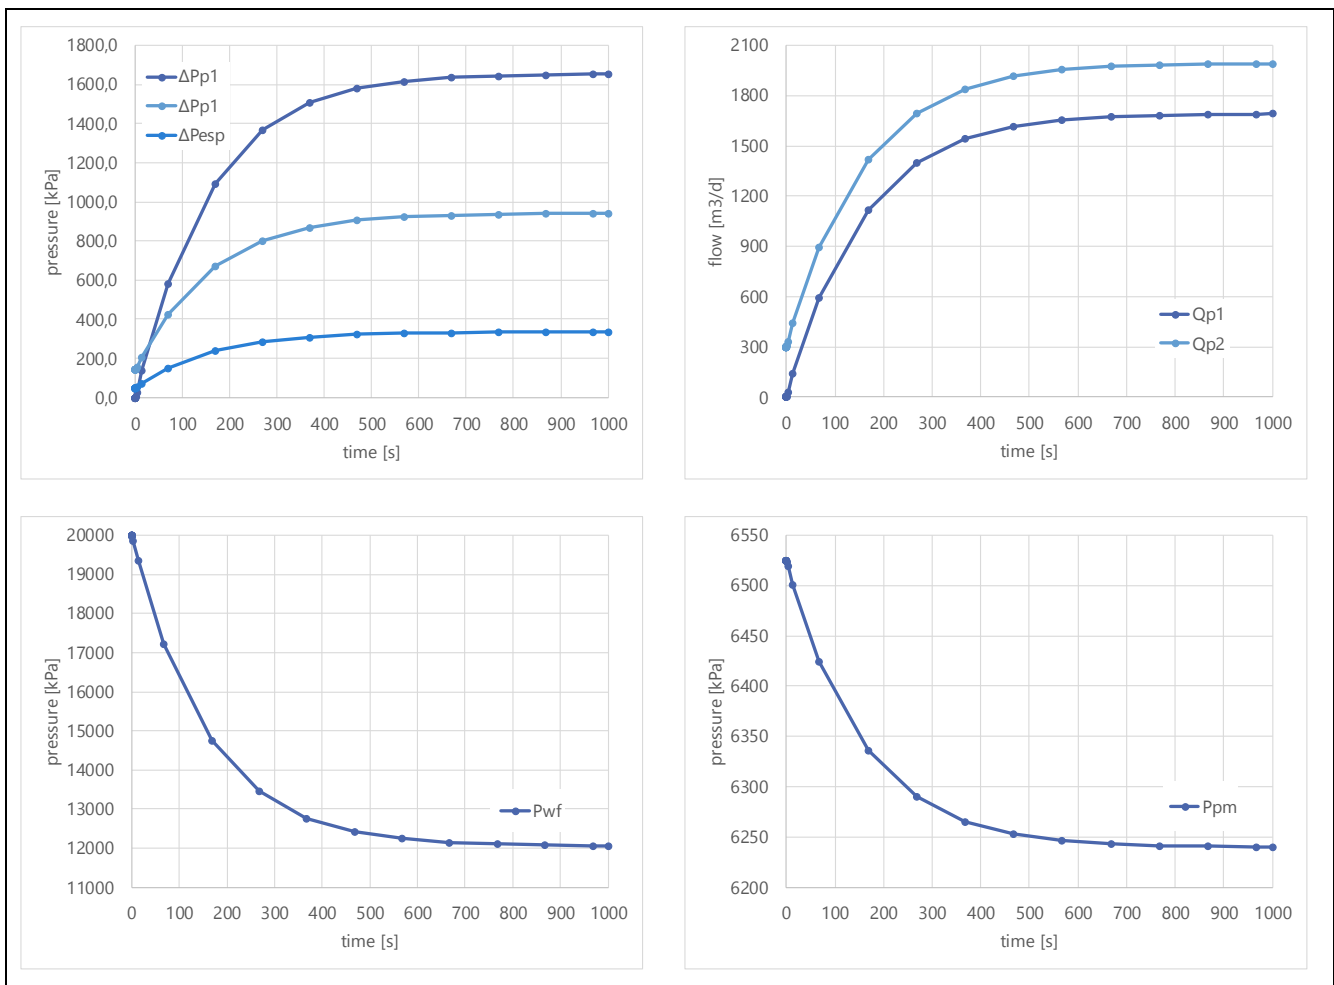 1800,0
1600,0
1400,0
1200,0
1000,0
800,0
600,0
400,0
200,0
0,0
pressure [kPa]
ΔPp1
ΔPp1
ΔPesp
0 100 200 300 400 500 600 700 800 900 1000
time [s]
2100
1800
1500
1200
900
600
300
0
flow [m3/d]
Qp1
Qp2
0 100 200 300 400 500 600 700 800 900 1000
time [s]
20000
19000
18000
17000
16000
15000
14000
13000
12000
11000
pressure [kPa]
Pwf
0 100 200 300 400 500 600 700 800 900 1000
time [s]
6550
6500
6450
6400
6350
6300
6250
6200
pressure [kPa]
Ppm
0 100 200 300 400 500 600 700 800 900 1000
time [s]